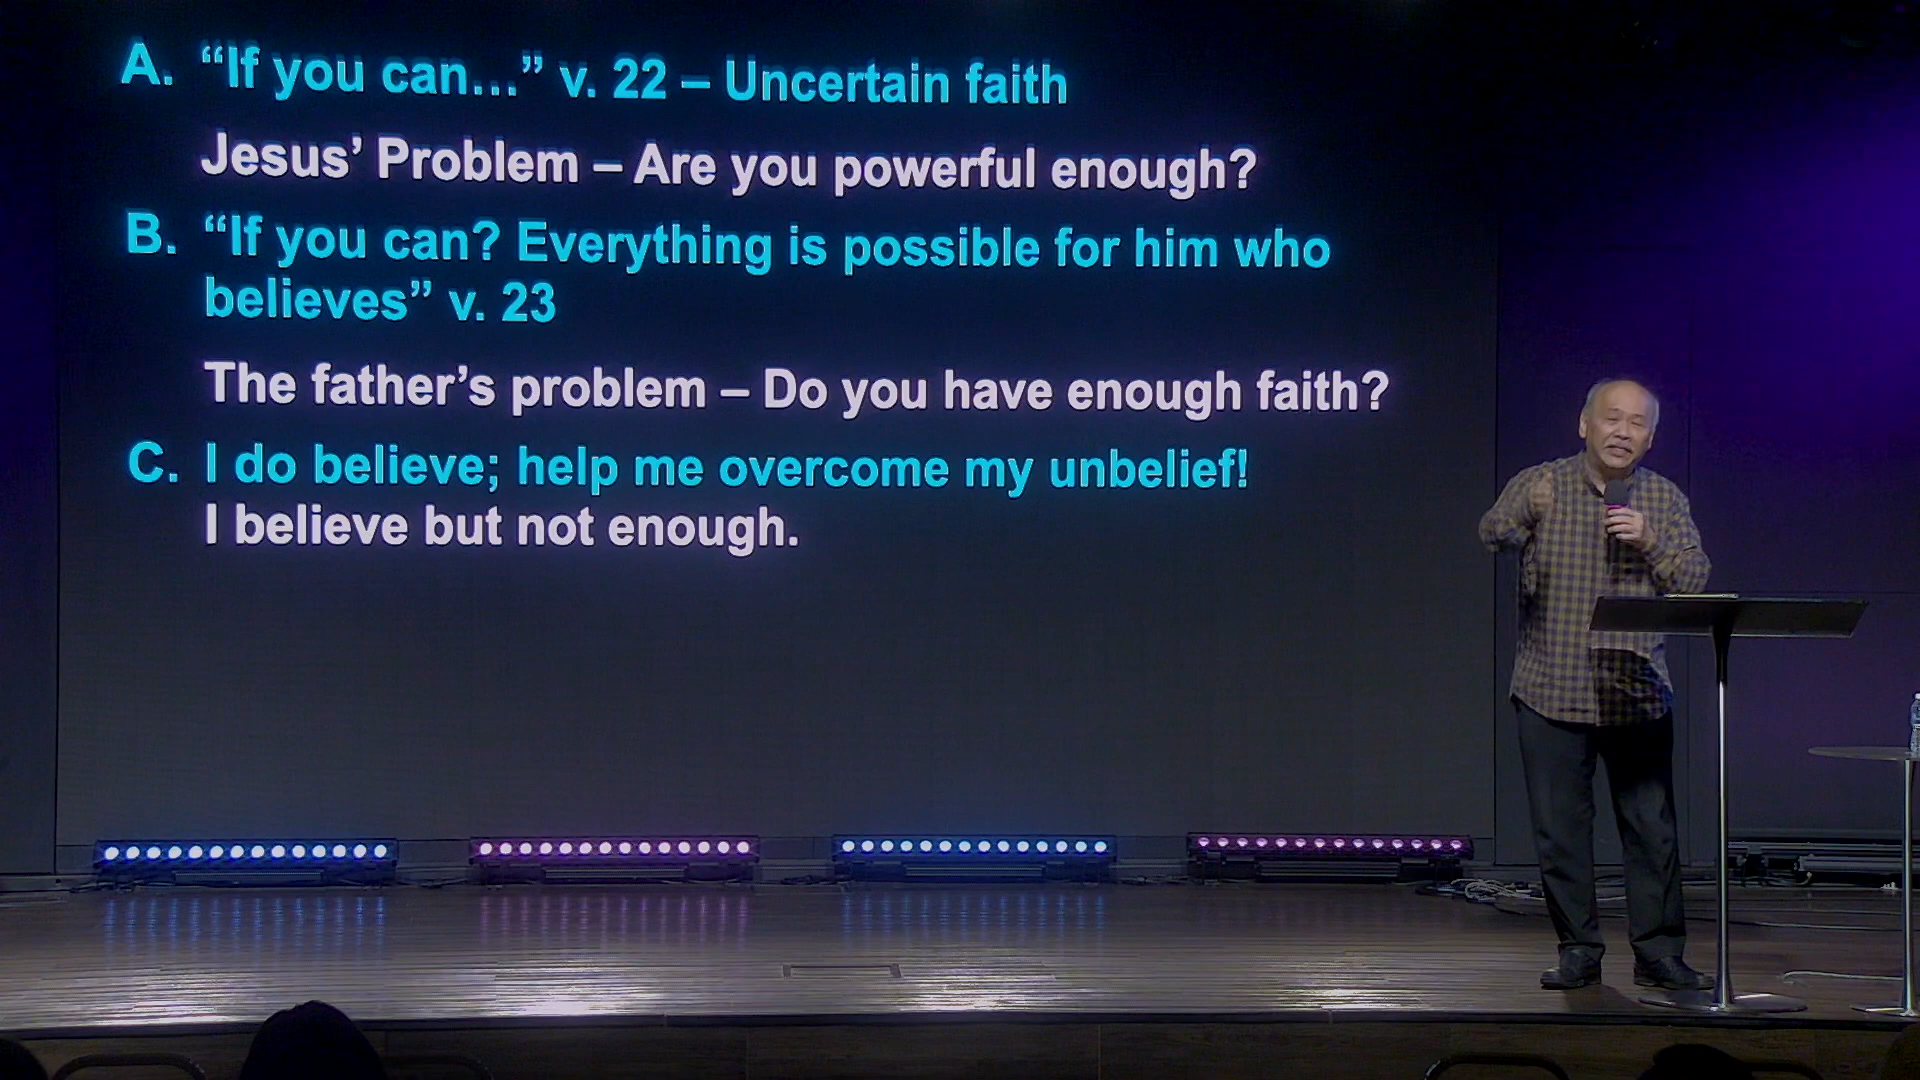 A. “If you can...” v. 22 – Uncertain faith
Jesus’ Problem – Are you powerful enough?
B. “If you can? Everything is possible for him who
believes” v. 23
The father’s problem – Do you have enough faith?
C. I do believe; help me overcome my unbelief!
I believe but not enough.